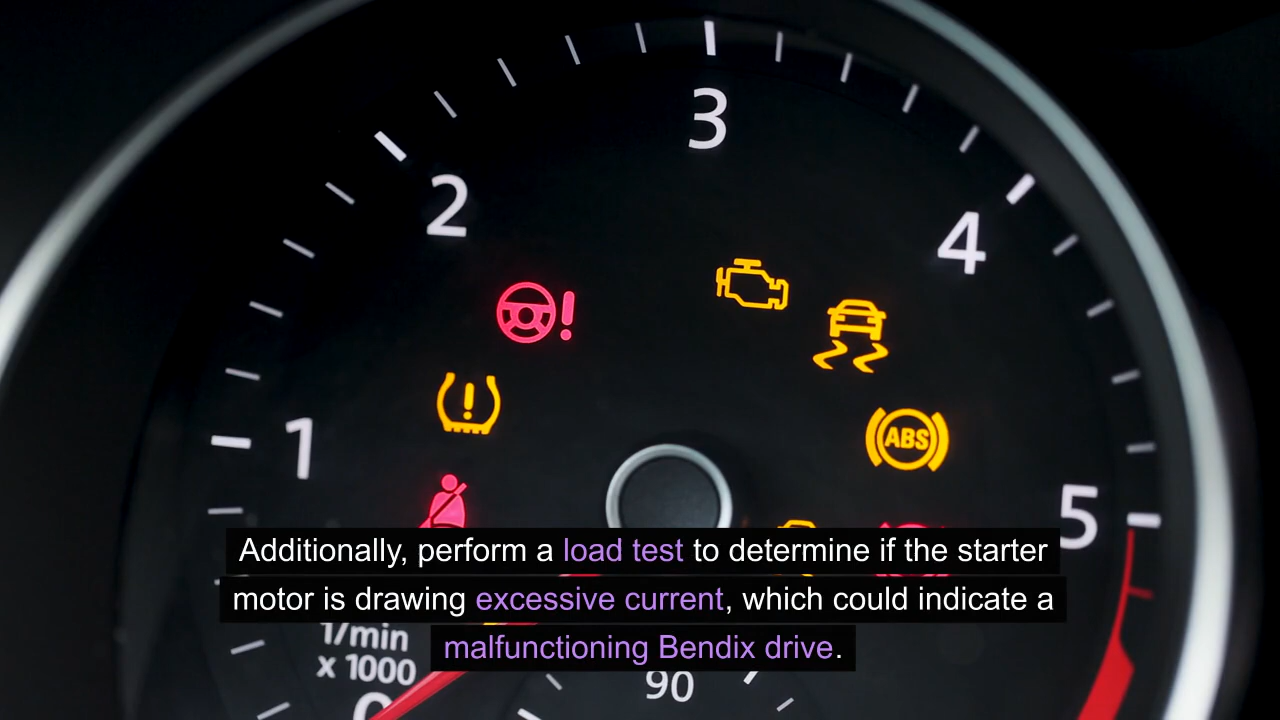 3
2
4
ABS
1
5
Additionally, perform a load test to determine if the starter
motor is drawing excessive current, which could indicate a
malfunctioning Bendix drive.
1/min
x 1000
90
0